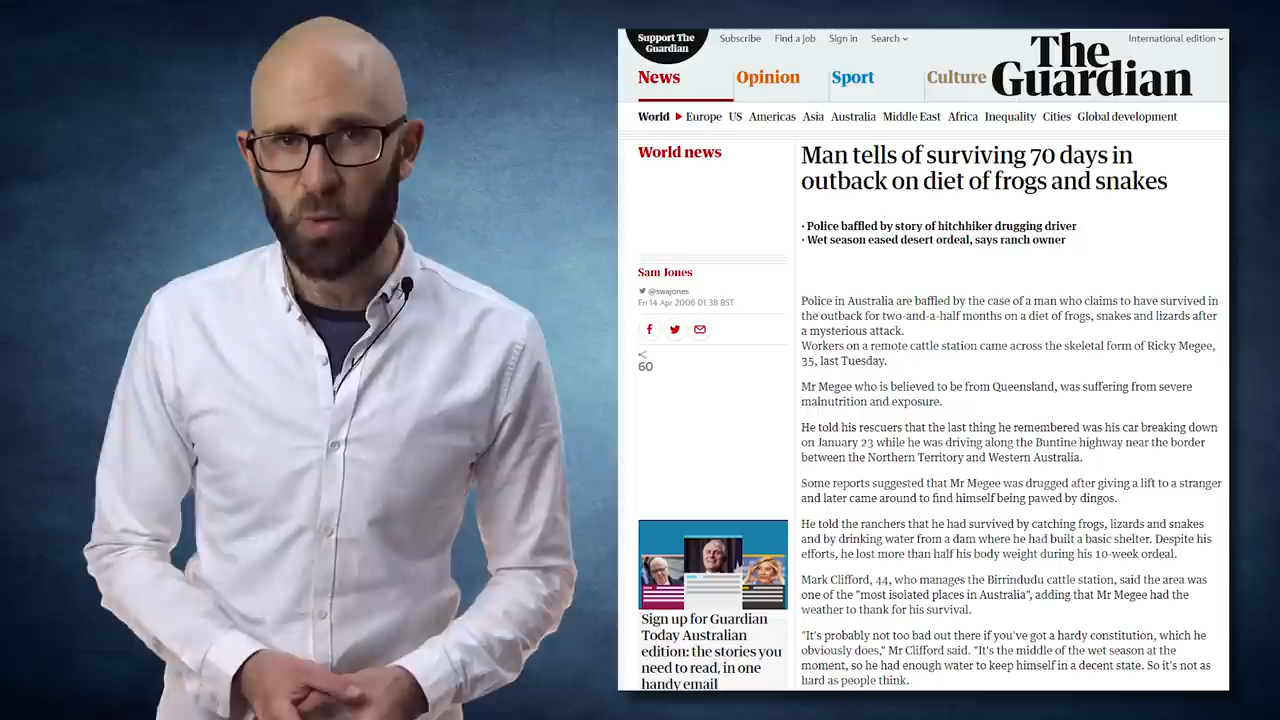 Support The
Guardian
Subscribe
Find a job
Sign in
Search
International edition
The
Guardian
News
Opinion
Sport
Culture
World
Europe
US
Americas
Asia
Australia
Middle East
Africa
Inequality
Cities
Global development
World news
Man tells of surviving 70 days in
outback on diet of frogs and snakes
· Police baffled by story of hitchhiker drugging driver
· Wet season eased desert ordeal, says ranch owner
Sam Jones
@swajones
Fri 14 Apr 2006 01.38 BST
60
Police in Australia are baffled by the case of a man who claims to have survived in
the outback for two-and-a-half months on a diet of frogs, snakes and lizards after
a mysterious attack.
Workers on a remote cattle station came across the skeletal form of Ricky Megee,
35, last Tuesday.
Mr Megee who is believed to be from Queensland, was suffering from severe
malnutrition and exposure.
He told his rescuers that the last thing he remembered was his car breaking down
on January 23 while he was driving along the Buntine highway near the border
between the Northern Territory and Western Australia.
Some reports suggested that Mr Megee was drugged after giving a lift to a stranger
and later came around to find himself being pawed by dingos.
He told the ranchers that he had survived by catching frogs, lizards and snakes
and by drinking water from a dam where he had built a basic shelter. Despite his
efforts, he lost more than half his body weight during his 10-week ordeal.
Mark Clifford, 44, who manages the Birrindudu cattle station, said the area was
one of the "most isolated places in Australia", adding that Mr Megee had the
weather to thank for his survival.
"It's probably not too bad out there if you've got a hardy constitution, which he
obviously does," Mr Clifford said. "It's the middle of the wet season at the
moment, so he had enough water to keep himself in a decent state. So it's not as
hard as people think.
Sign up for Guardian
Today Australian
edition: the stories you
need to read, in one
handy email